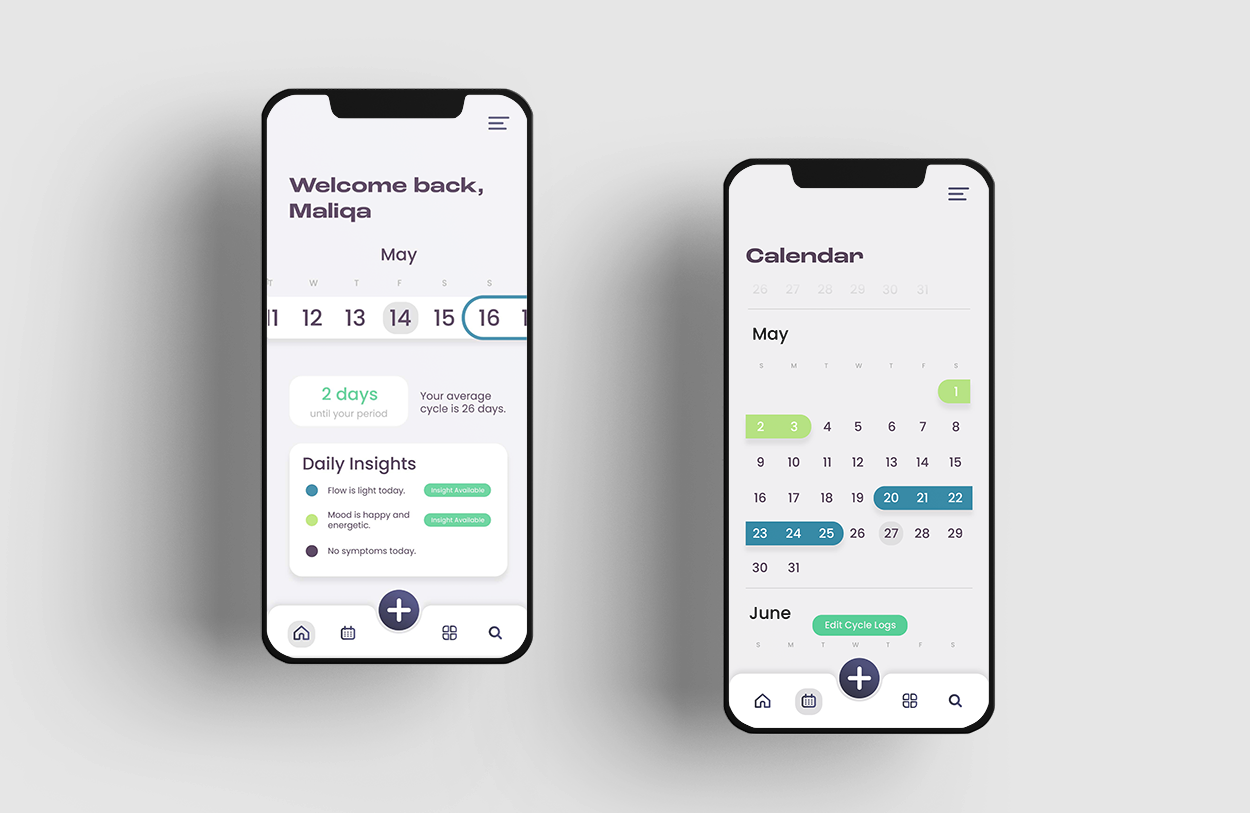 Welcome back,
Maliqa
May
T W T F S S
11 12 13 14 15 16 1
2 days
until your period
Your average
cycle is 26 days.
Daily Insights
Flow is light today. Insight Available
Mood is happy and
energetic. Insight Available
No symptoms today.
Calendar
26 27 28 29 30 31
May
S M T W T F S
1
2 3 4 5 6 7 8
9 10 11 12 13 14 15
16 17 18 19 20 21 22
23 24 25 26 27 28 29
30 31
June
Edit Cycle Logs
S M T W T F S